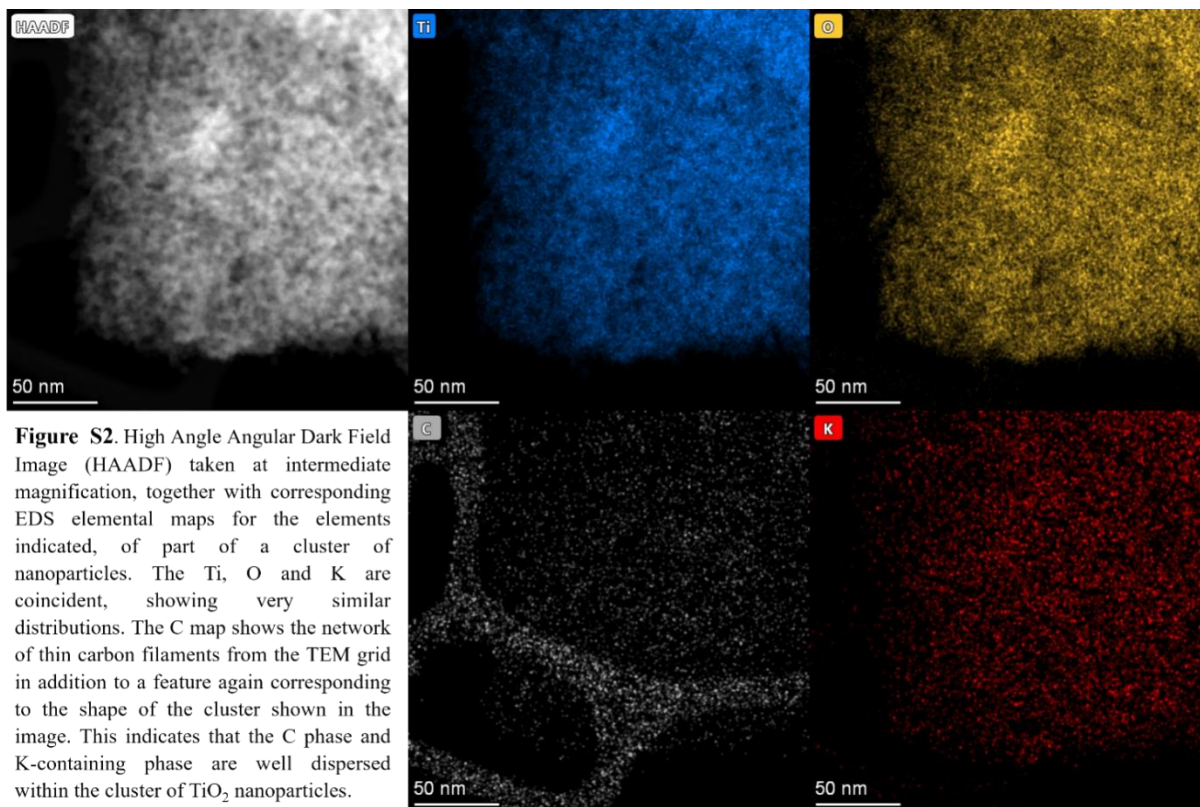 HAADF
Ti
O
50 nm
50 nm
50 nm
Figure S2. High Angle Angular Dark Field
Image (HAADF) taken at intermediate
magnification, together with corresponding
EDS elemental maps for the elements
indicated, of part of a cluster of
nanoparticles. The Ti, O and K are
coincident, showing very similar
distributions. The C map shows the network
of thin carbon filaments from the TEM grid
in addition to a feature again corresponding
to the shape of the cluster shown in the
image. This indicates that the C phase and
K-containing phase are well dispersed
within the cluster of TiO₂ nanoparticles.
C
K
50 nm
50 nm